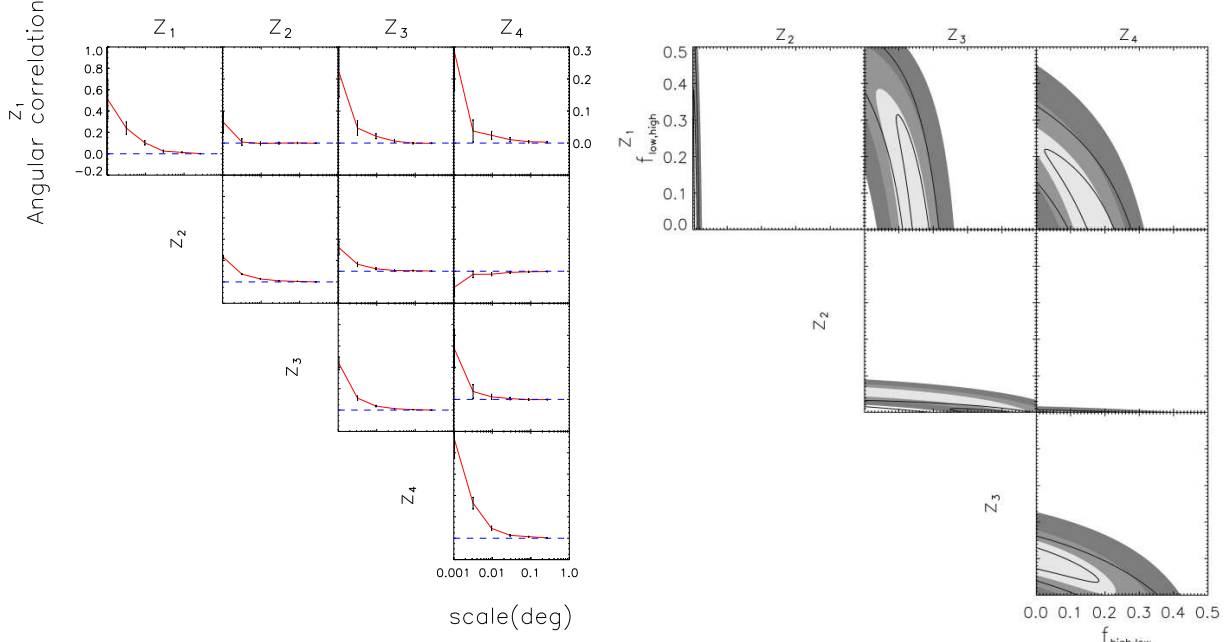 Z1 Z2 Z3 Z4
Z2 Z3 Z4
Angular correlation
Z1
1.0
0.8
0.6
0.4
0.2
0.0
−0.2
0.3
0.2
0.1
0.0
Z1
f low,high
0.5
0.4
0.3
0.2
0.1
0.0
Z2
Z2
Z3
Z3
Z4
0.001 0.01 0.1 1.0
scale(deg)
0.0 0.1 0.2 0.3 0.4 0.5
f high,low